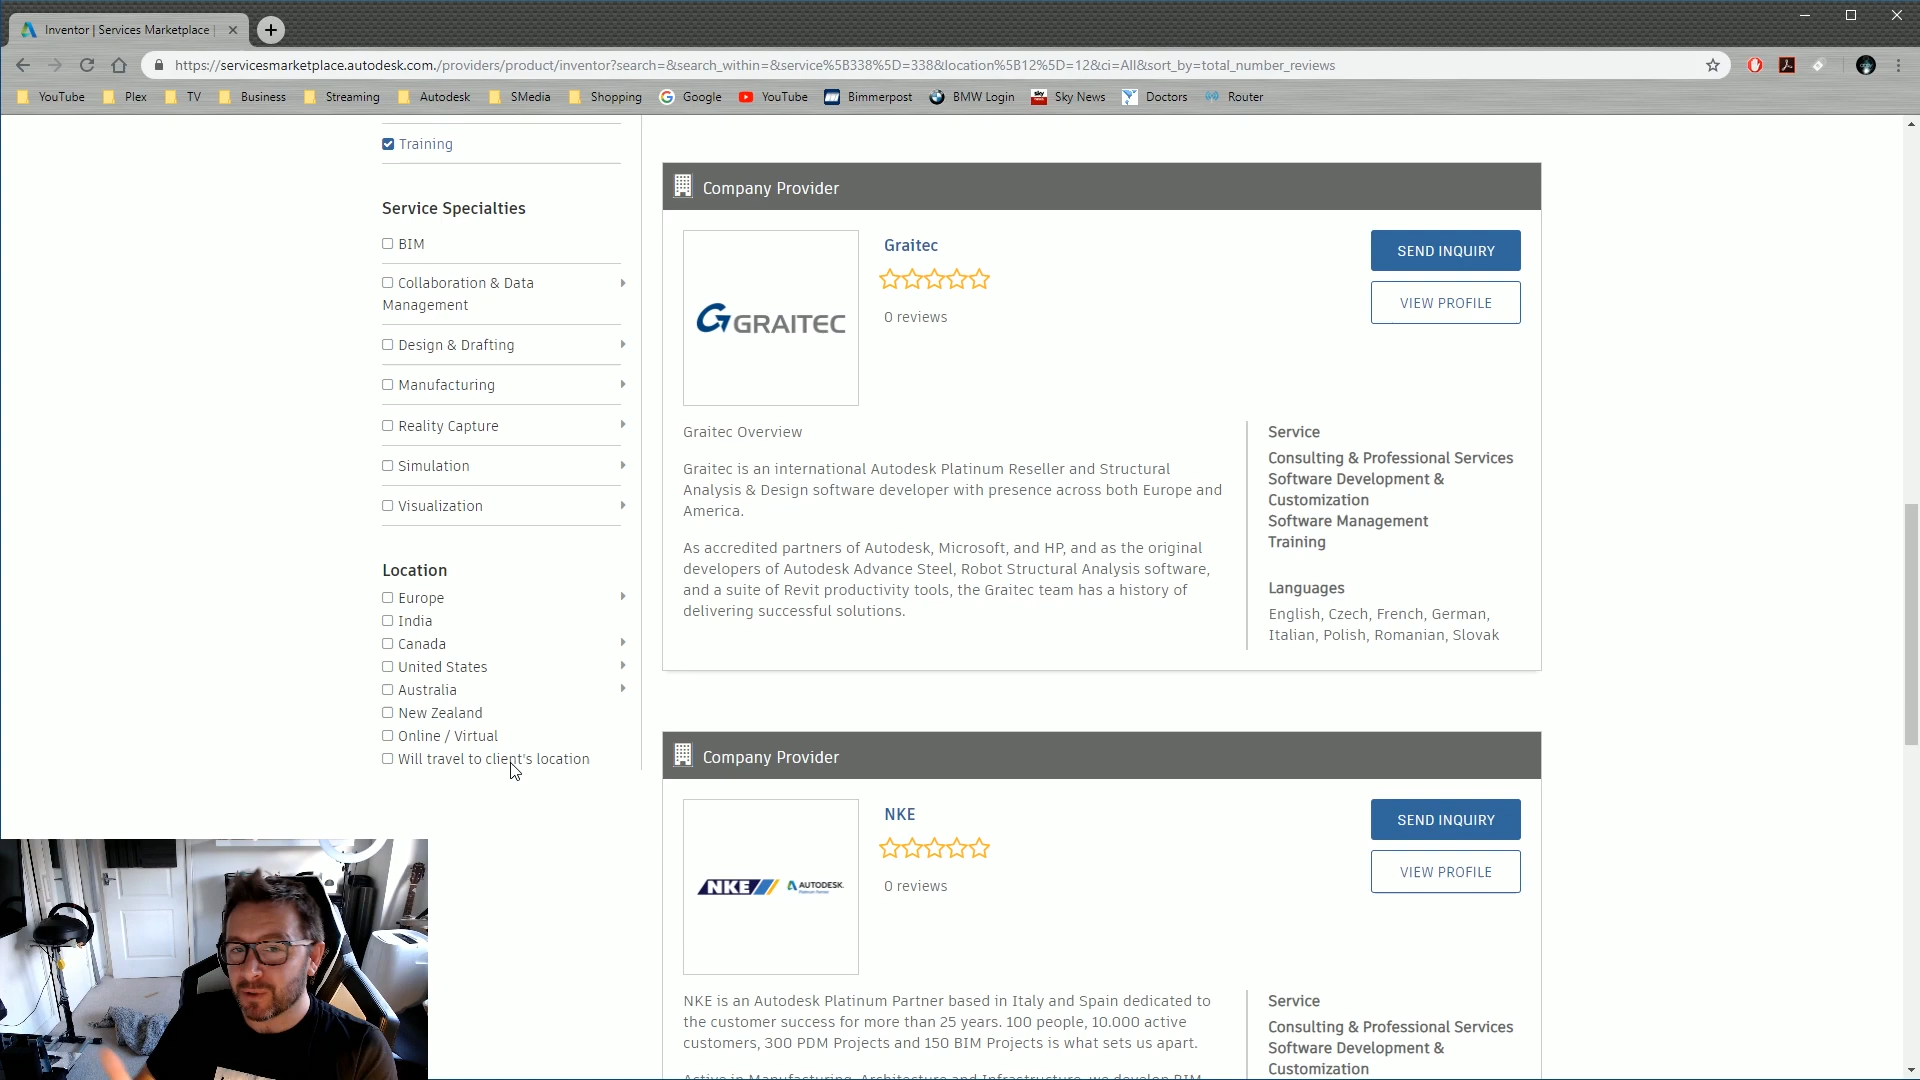 Inventor | Services Marketplace |
https://servicesmarketplace.autodesk.com./providers/product/inventor?search=&search_within=&service%5B338%5D=338&location%5B12%5D=12&ci=All&sort_by=total_number_reviews
YouTube Plex TV Business Streaming Autodesk SMedia Shopping Google YouTube Bimmerpost BMW Login Sky News Doctors Router
Training
Service Specialties
BIM
Collaboration & Data
Management
Design & Drafting
Manufacturing
Reality Capture
Simulation
Visualization
Location
Europe
India
Canada
United States
Australia
New Zealand
Online / Virtual
Will travel to client's location
Company Provider
GRAITEC
Graitec
0 reviews
SEND INQUIRY
VIEW PROFILE
Graitec Overview
Graitec is an international Autodesk Platinum Reseller and Structural
Analysis & Design software developer with presence across both Europe and
America.
As accredited partners of Autodesk, Microsoft, and HP, and as the original
developers of Autodesk Advance Steel, Robot Structural Analysis software,
and a suite of Revit productivity tools, the Graitec team has a history of
delivering successful solutions.
Service
Consulting & Professional Services
Software Development &
Customization
Software Management
Training
Languages
English, Czech, French, German,
Italian, Polish, Romanian, Slovak
Company Provider
NKE AUTODESK
Platinum Partner
NKE
0 reviews
SEND INQUIRY
VIEW PROFILE
NKE is an Autodesk Platinum Partner based in Italy and Spain dedicated to
the customer success for more than 25 years. 100 people, 10.000 active
customers, 300 PDM Projects and 150 BIM Projects is what sets us apart.
Active in Manufacturing, Architecture and Infrastructure, we develop BIM
Service
Consulting & Professional Services
Software Development &
Customization